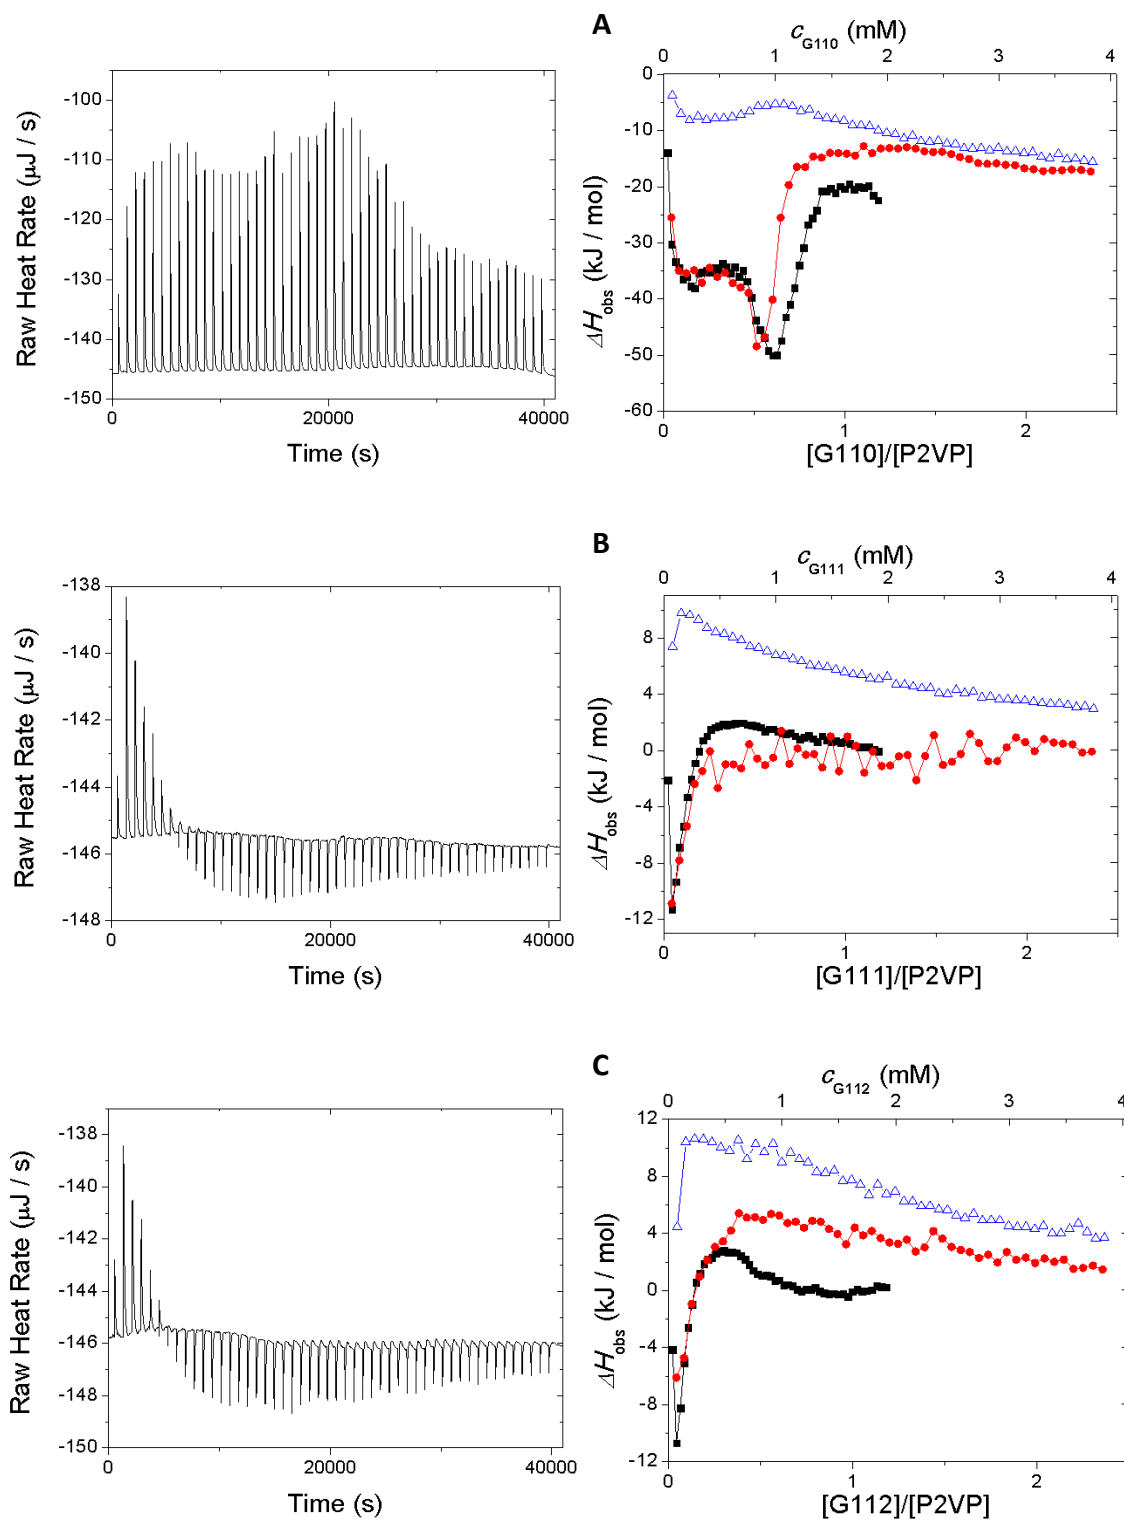 A
c_G110 (mM)
0 1 2 3 4
-100
-110
-120
-130
-140
-150
Raw Heat Rate (µJ / s)
0 20000 40000
Time (s)
0
-10
-20
-30
-40
-50
-60
ΔH_obs (kJ / mol)
0 1 2
[G110]/[P2VP]
B
c_G111 (mM)
0 1 2 3 4
-138
-140
-142
-144
-146
-148
Raw Heat Rate (µJ / s)
0 20000 40000
Time (s)
8
4
0
-4
-8
-12
ΔH_obs (kJ / mol)
0 1 2
[G111]/[P2VP]
C
c_G112 (mM)
0 1 2 3 4
-138
-140
-142
-144
-146
-148
-150
Raw Heat Rate (µJ / s)
0 20000 40000
Time (s)
12
8
4
0
-4
-8
-12
ΔH_obs (kJ / mol)
0 1 2
[G112]/[P2VP]